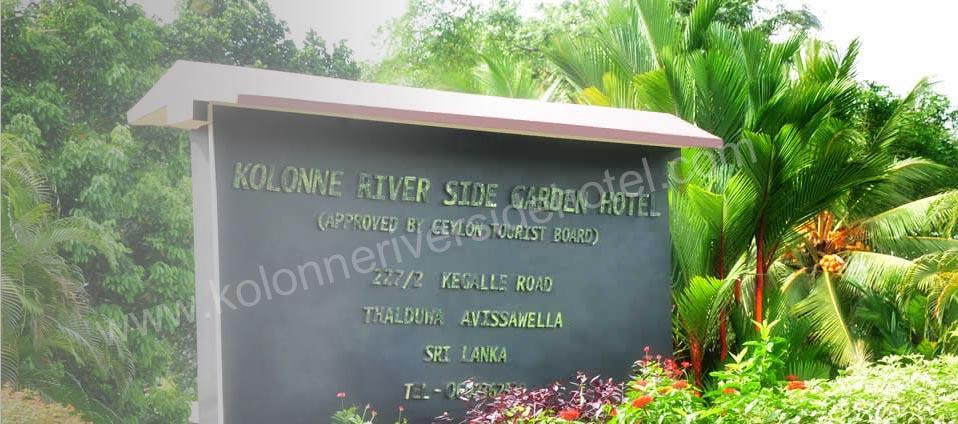 KOLONNE RIVER SIDE GARDEN HOTEL
(APPROVED BY CEYLON TOURIST BOARD)
227/2 KEGALLE ROAD
THALDUWA AVISSAWELLA
SRI LANKA
www.kolonneriversidehotel.com